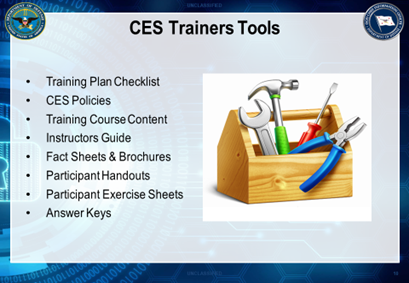 UNCLASSIFIED
CES Trainers Tools
• Training Plan Checklist
• CES Policies
• Training Course Content
• Instructors Guide
• Fact Sheets & Brochures
• Participant Handouts
• Participant Exercise Sheets
• Answer Keys
UNCLASSIFIED